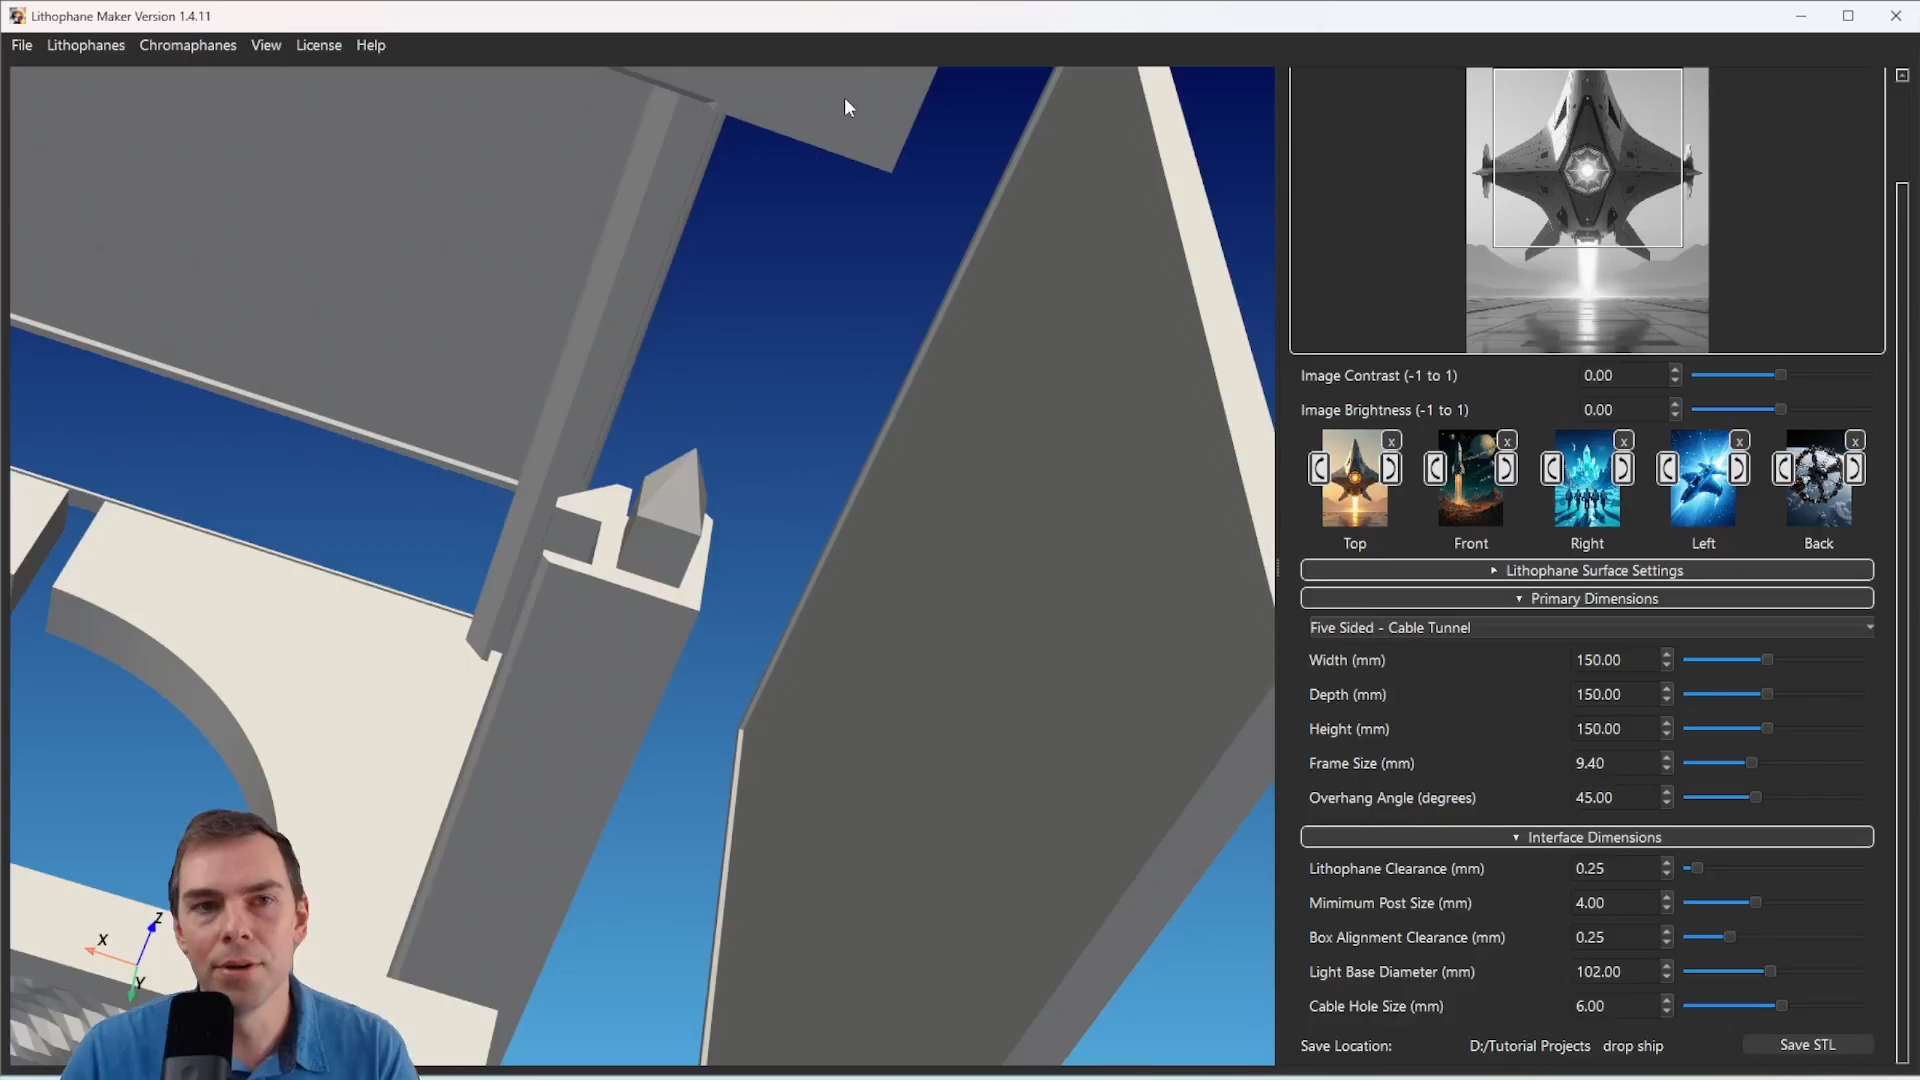 Lithophane Maker Version 1.4.11
File Lithophanes Chromaphanes View License Help
Image Contrast (-1 to 1) 0.00
Image Brightness (-1 to 1) 0.00
x x x x x
Top Front Right Left Back
Lithophane Surface Settings
Primary Dimensions
Five Sided - Cable Tunnel
Width (mm) 150.00
Depth (mm) 150.00
Height (mm) 150.00
Frame Size (mm) 9.40
Overhang Angle (degrees) 45.00
Interface Dimensions
Lithophane Clearance (mm) 0.25
Mimimum Post Size (mm) 4.00
Box Alignment Clearance (mm) 0.25
Light Base Diameter (mm) 102.00
Cable Hole Size (mm) 6.00
Save Location: D:/Tutorial Projects drop ship Save STL
Z
X
Y